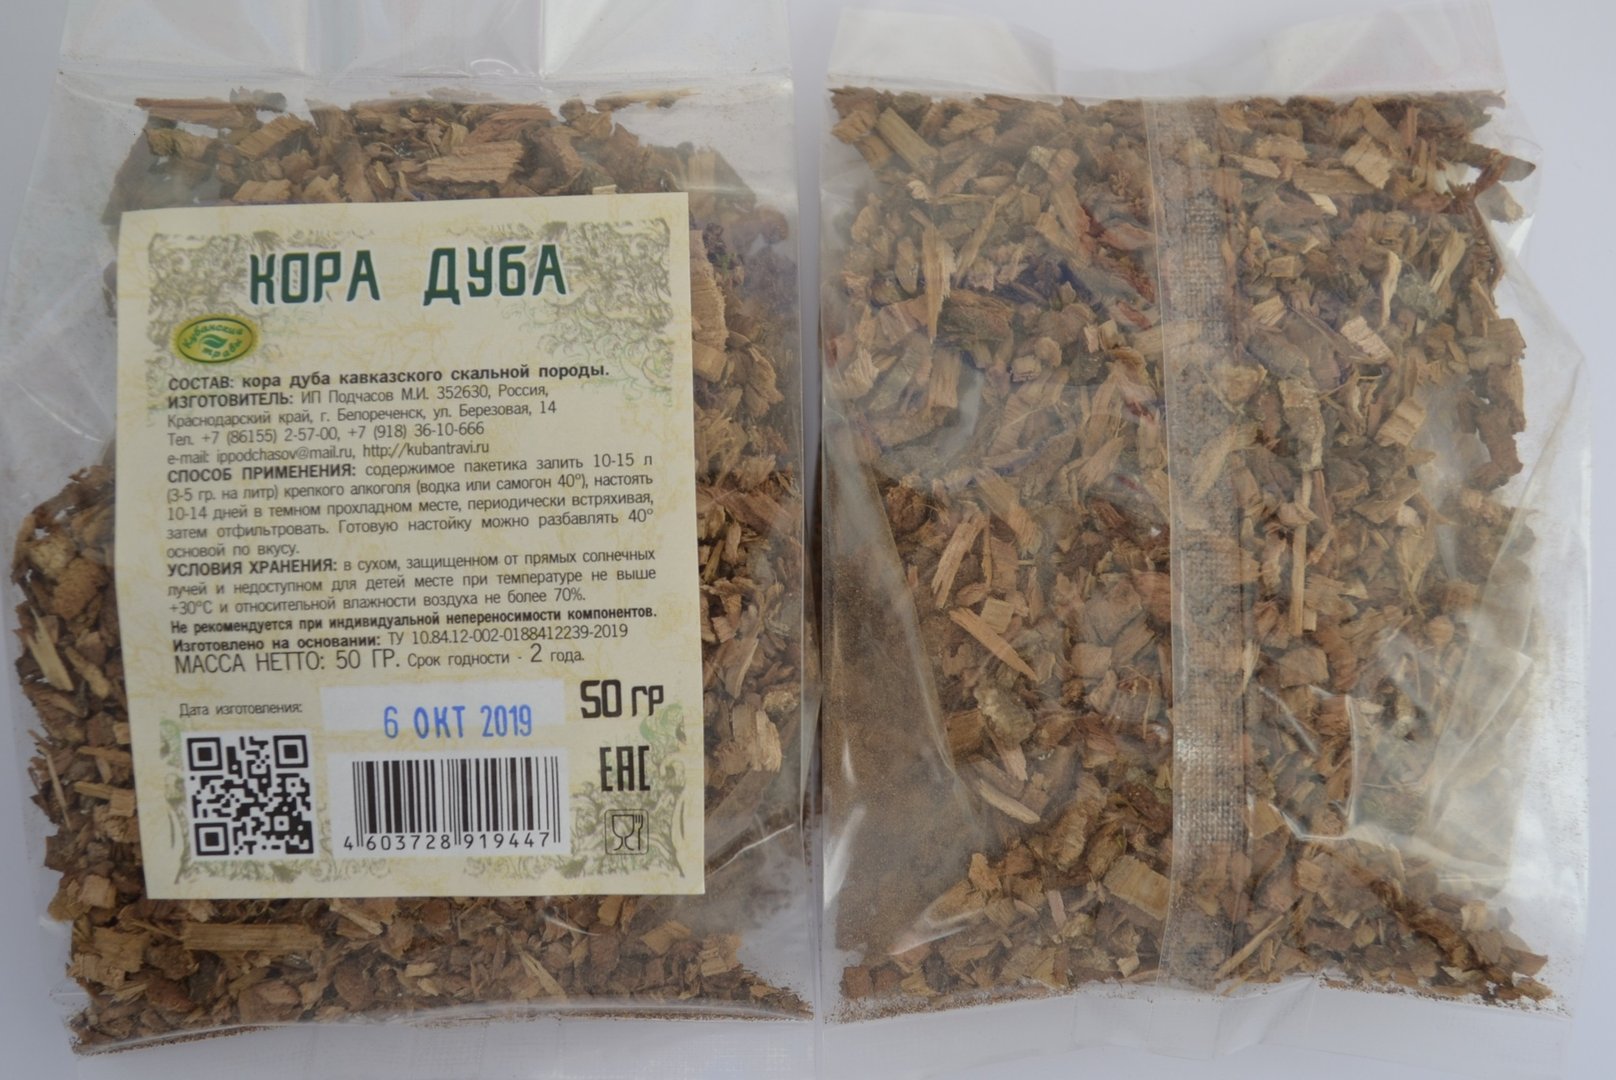 КОРА ДУБА
Кубанские
травы
СОСТАВ: кора дуба кавказского скальной породы.
ИЗГОТОВИТЕЛЬ: ИП Подчасов М.И. 352630, Россия,
Краснодарский край, г. Белореченск, ул. Березовая, 14
Тел. +7 (86155) 2-57-00, +7 (918) 36-10-666
e-mail: ippodchasov@mail.ru, http://kubantravi.ru
СПОСОБ ПРИМЕНЕНИЯ: содержимое пакетика залить 10-15 л
(3-5 гр. на литр) крепкого алкоголя (водка или самогон 40°), настоять
10-14 дней в темном прохладном месте, периодически встряхивая,
затем отфильтровать. Готовую настойку можно разбавлять 40°
основой по вкусу.
УСЛОВИЯ ХРАНЕНИЯ: в сухом, защищенном от прямых солнечных
лучей и недоступном для детей месте при температуре не выше
+30°С и относительной влажности воздуха не более 70%.
Не рекомендуется при индивидуальной непереносимости компонентов.
Изготовлено на основании: ТУ 10.84.12-002-0188412239-2019
МАССА НЕТТО: 50 ГР. Срок годности - 2 года.
Дата изготовления:
6 ОКТ 2019
50 гр
ЕАС
4 603728 919447